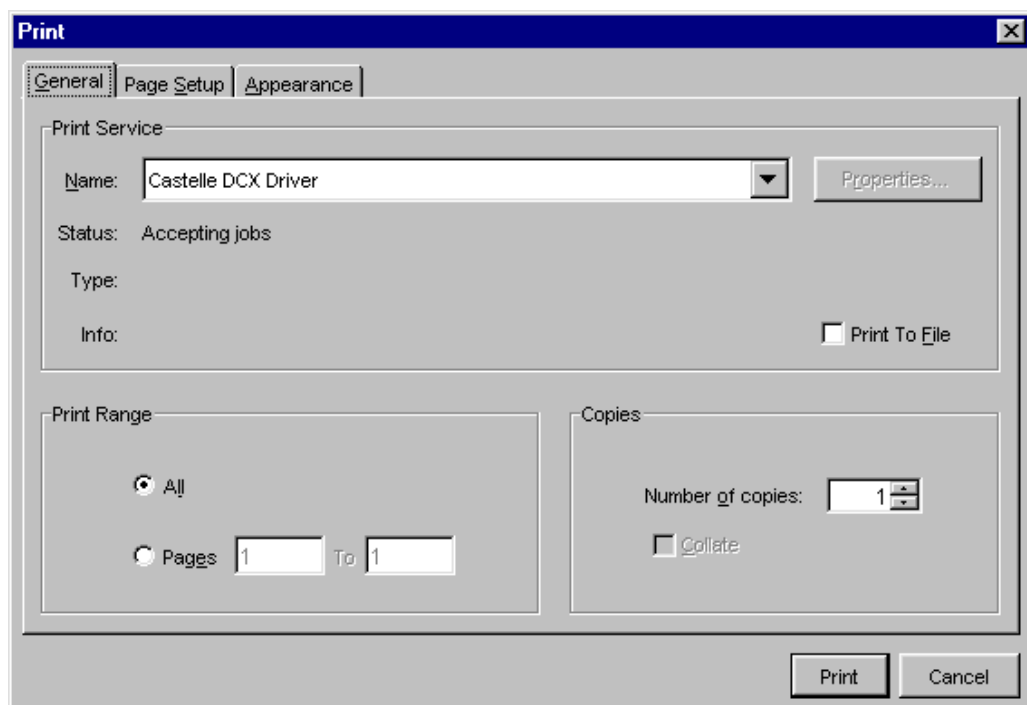 Print
General Page Setup Appearance
Print Service
Name: Castelle DCX Driver Properties...
Status: Accepting jobs
Type:
Info: Print To File
Print Range Copies
All
Number of copies: 1
Pages 1 To 1 Collate
Print Cancel